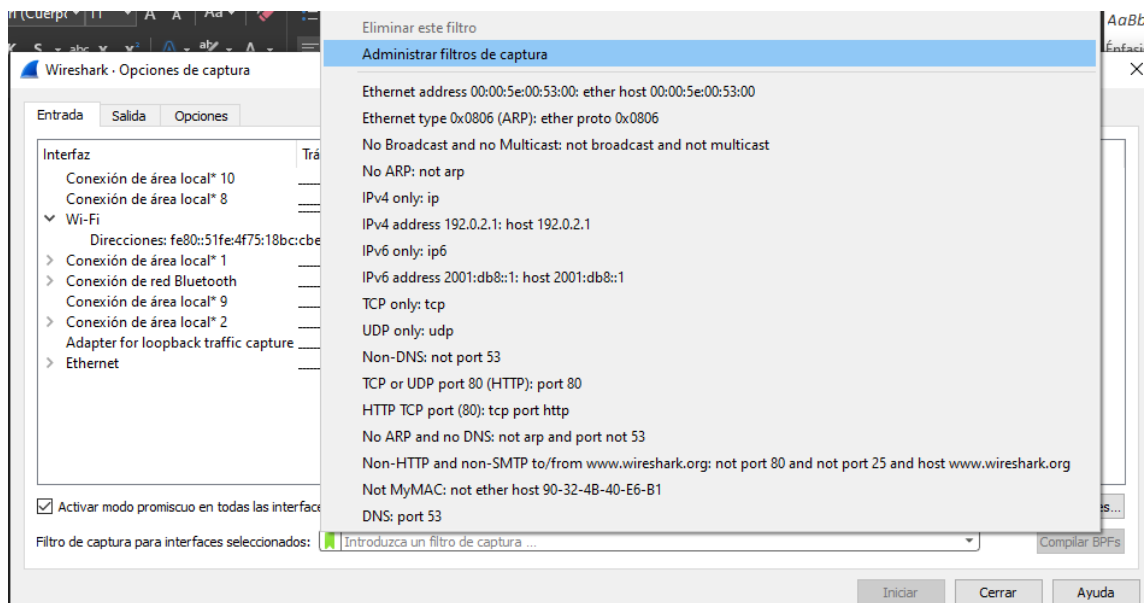 AaBb
Énfasis
Eliminar este filtro
Administrar filtros de captura
Wireshark · Opciones de captura
Entrada Salida Opciones
Interfaz
Conexión de área local* 10
Conexión de área local* 8
Wi-Fi
Direcciones: fe80::51fe:4f75:18bc:cbe
Conexión de área local* 1
Conexión de red Bluetooth
Conexión de área local* 9
Conexión de área local* 2
Adapter for loopback traffic capture
Ethernet
Ethernet address 00:00:5e:00:53:00: ether host 00:00:5e:00:53:00
Ethernet type 0x0806 (ARP): ether proto 0x0806
No Broadcast and no Multicast: not broadcast and not multicast
No ARP: not arp
IPv4 only: ip
IPv4 address 192.0.2.1: host 192.0.2.1
IPv6 only: ip6
IPv6 address 2001:db8::1: host 2001:db8::1
TCP only: tcp
UDP only: udp
Non-DNS: not port 53
TCP or UDP port 80 (HTTP): port 80
HTTP TCP port (80): tcp port http
No ARP and no DNS: not arp and port not 53
Non-HTTP and non-SMTP to/from www.wireshark.org: not port 80 and not port 25 and host www.wireshark.org
Not MyMAC: not ether host 90-32-4B-40-E6-B1
DNS: port 53
Activar modo promiscuo en todas las interface
Filtro de captura para interfaces seleccionados: Introduzca un filtro de captura ... Compilar BPFs
Iniciar Cerrar Ayuda